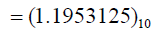 = (1.1953125)₁₀